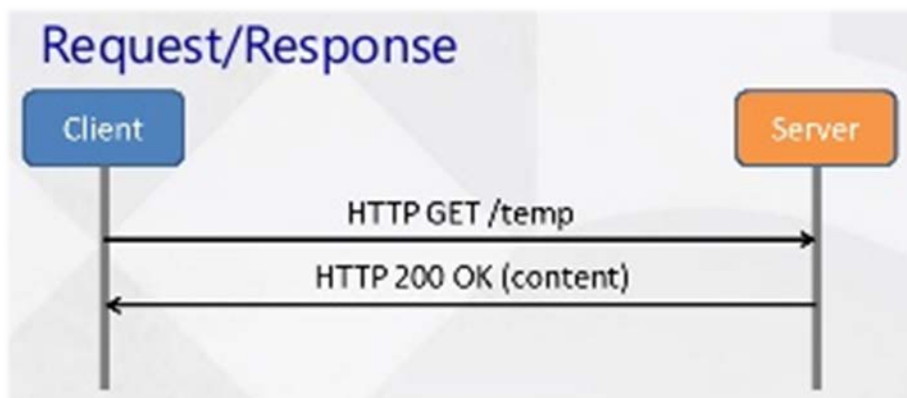 Request/Response
Client
Server
HTTP GET /temp
HTTP 200 OK (content)